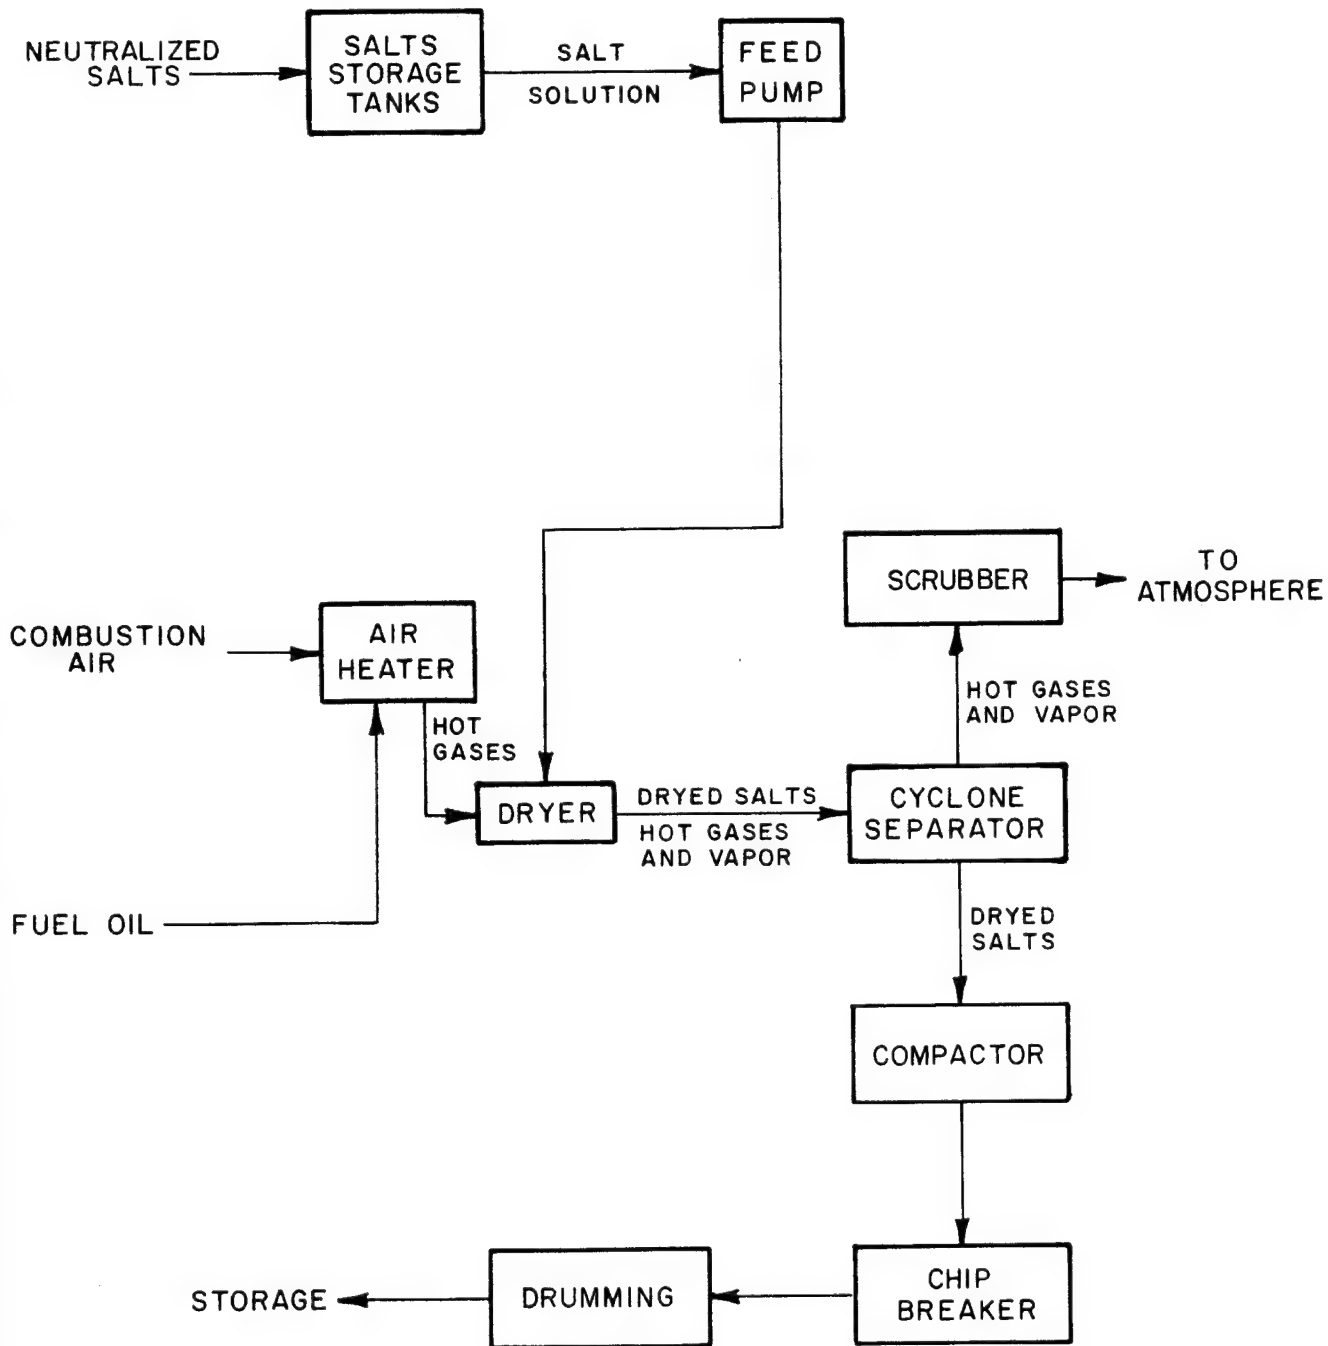 NEUTRALIZED
SALTS
SALTS
STORAGE
TANKS
SALT
SOLUTION
FEED
PUMP
SCRUBBER
TO
ATMOSPHERE
COMBUSTION
AIR
AIR
HEATER
HOT
GASES
HOT GASES
AND VAPOR
DRYER
DRYED SALTS
HOT GASES
AND VAPOR
CYCLONE
SEPARATOR
FUEL OIL
DRYED
SALTS
COMPACTOR
CHIP
BREAKER
DRUMMING
STORAGE